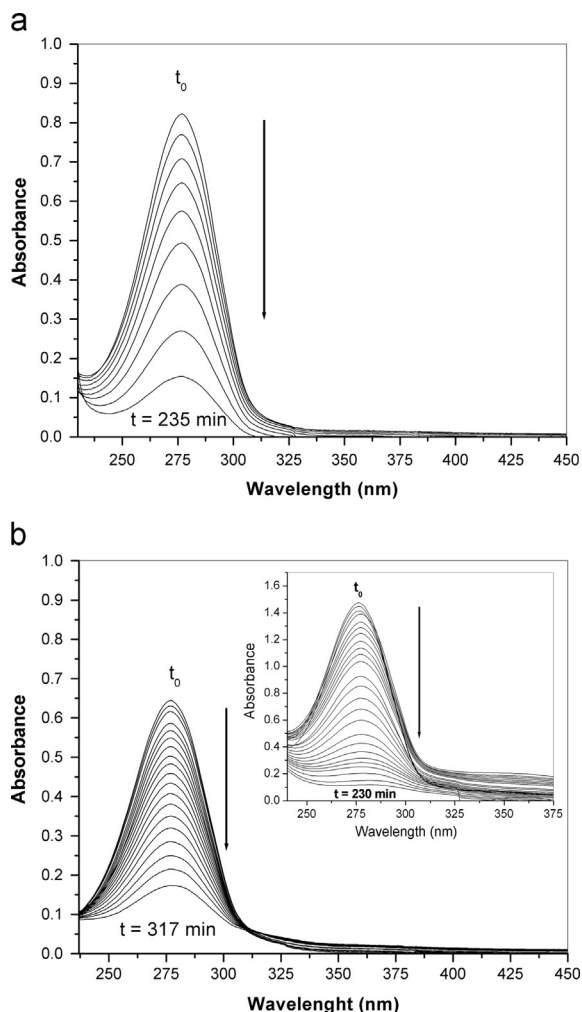 a
1.0
0.9
0.8
0.7
0.6
0.5
0.4
0.3
0.2
0.1
0.0
Absorbance
t0
t = 235 min
250 275 300 325 350 375 400 425 450
Wavelength (nm)
b
1.0
0.9
0.8
0.7
0.6
0.5
0.4
0.3
0.2
0.1
0.0
Absorbance
t0
t = 317 min
1.6
1.4
1.2
1.0
0.8
0.6
0.4
0.2
0.0
Absorbance
t0
t = 230 min
250 275 300 325 350 375
Wavelength (nm)
250 275 300 325 350 375 400 425 450
Wavelenght (nm)